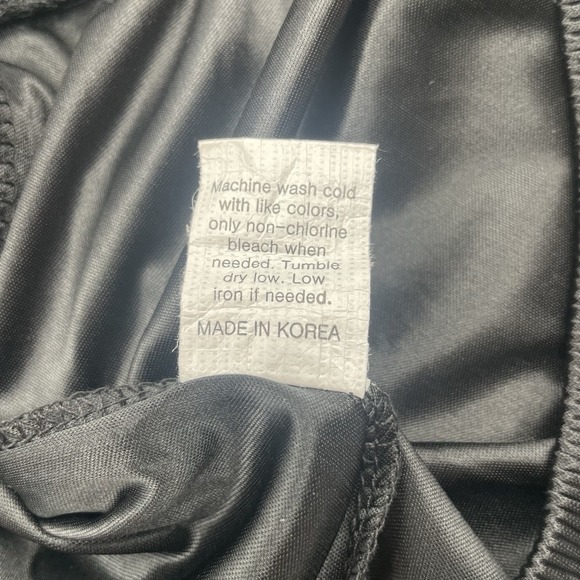 Machine wash cold
with like colors,
only non-chlorine
bleach when
needed. Tumble
dry low. Low
iron if needed.
MADE IN KOREA